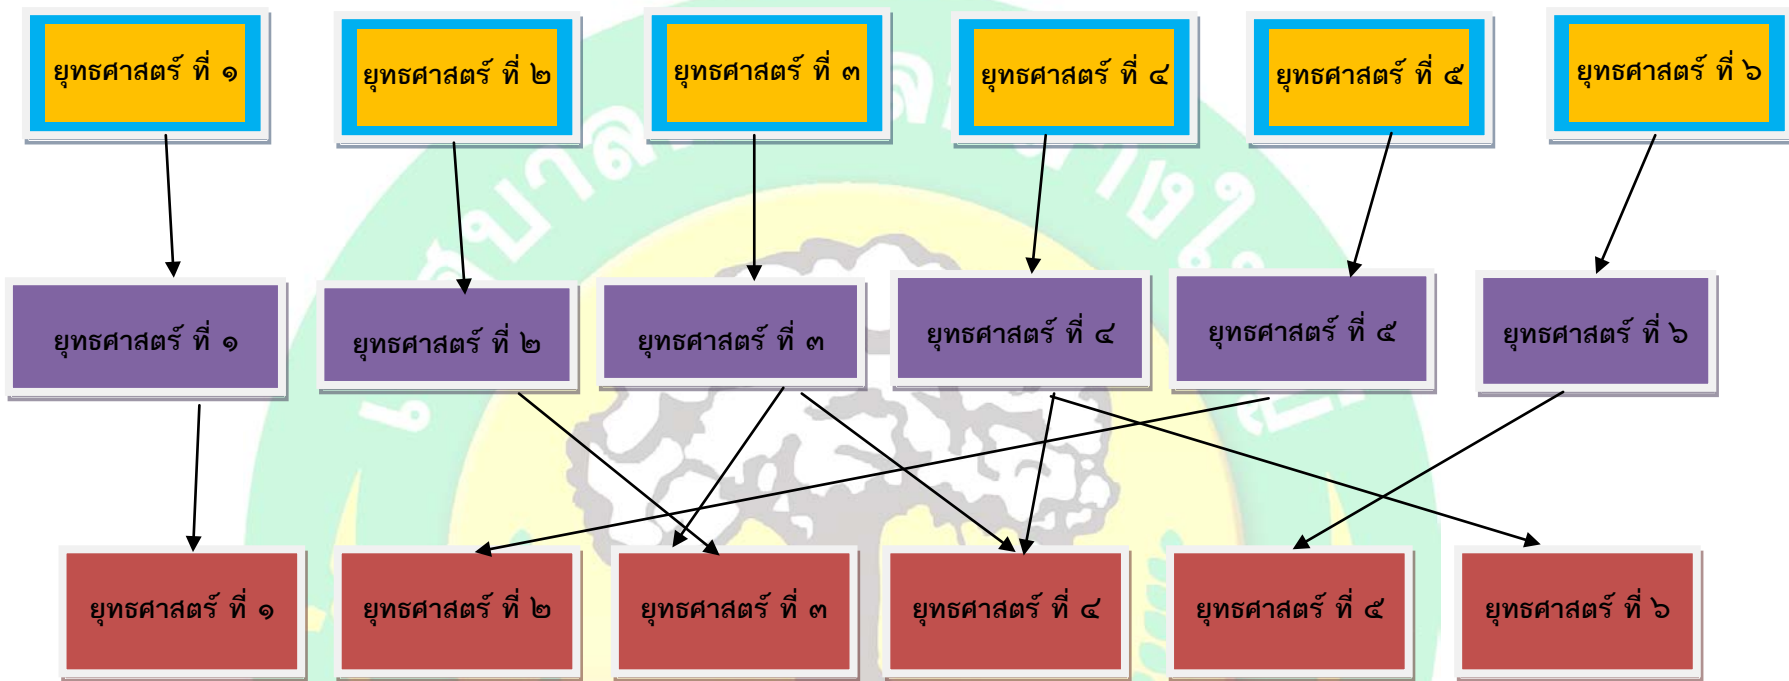 ยุทธศาสตร์ ที่ ๑
ยุทธศาสตร์ ที่ ๒
ยุทธศาสตร์ ที่ ๓
ยุทธศาสตร์ ที่ ๔
ยุทธศาสตร์ ที่ ๕
ยุทธศาสตร์ ที่ ๖
ยุทธศาสตร์ ที่ ๑
ยุทธศาสตร์ ที่ ๒
ยุทธศาสตร์ ที่ ๓
ยุทธศาสตร์ ที่ ๔
ยุทธศาสตร์ ที่ ๕
ยุทธศาสตร์ ที่ ๖
ยุทธศาสตร์ ที่ ๑
ยุทธศาสตร์ ที่ ๒
ยุทธศาสตร์ ที่ ๓
ยุทธศาสตร์ ที่ ๔
ยุทธศาสตร์ ที่ ๕
ยุทธศาสตร์ ที่ ๖